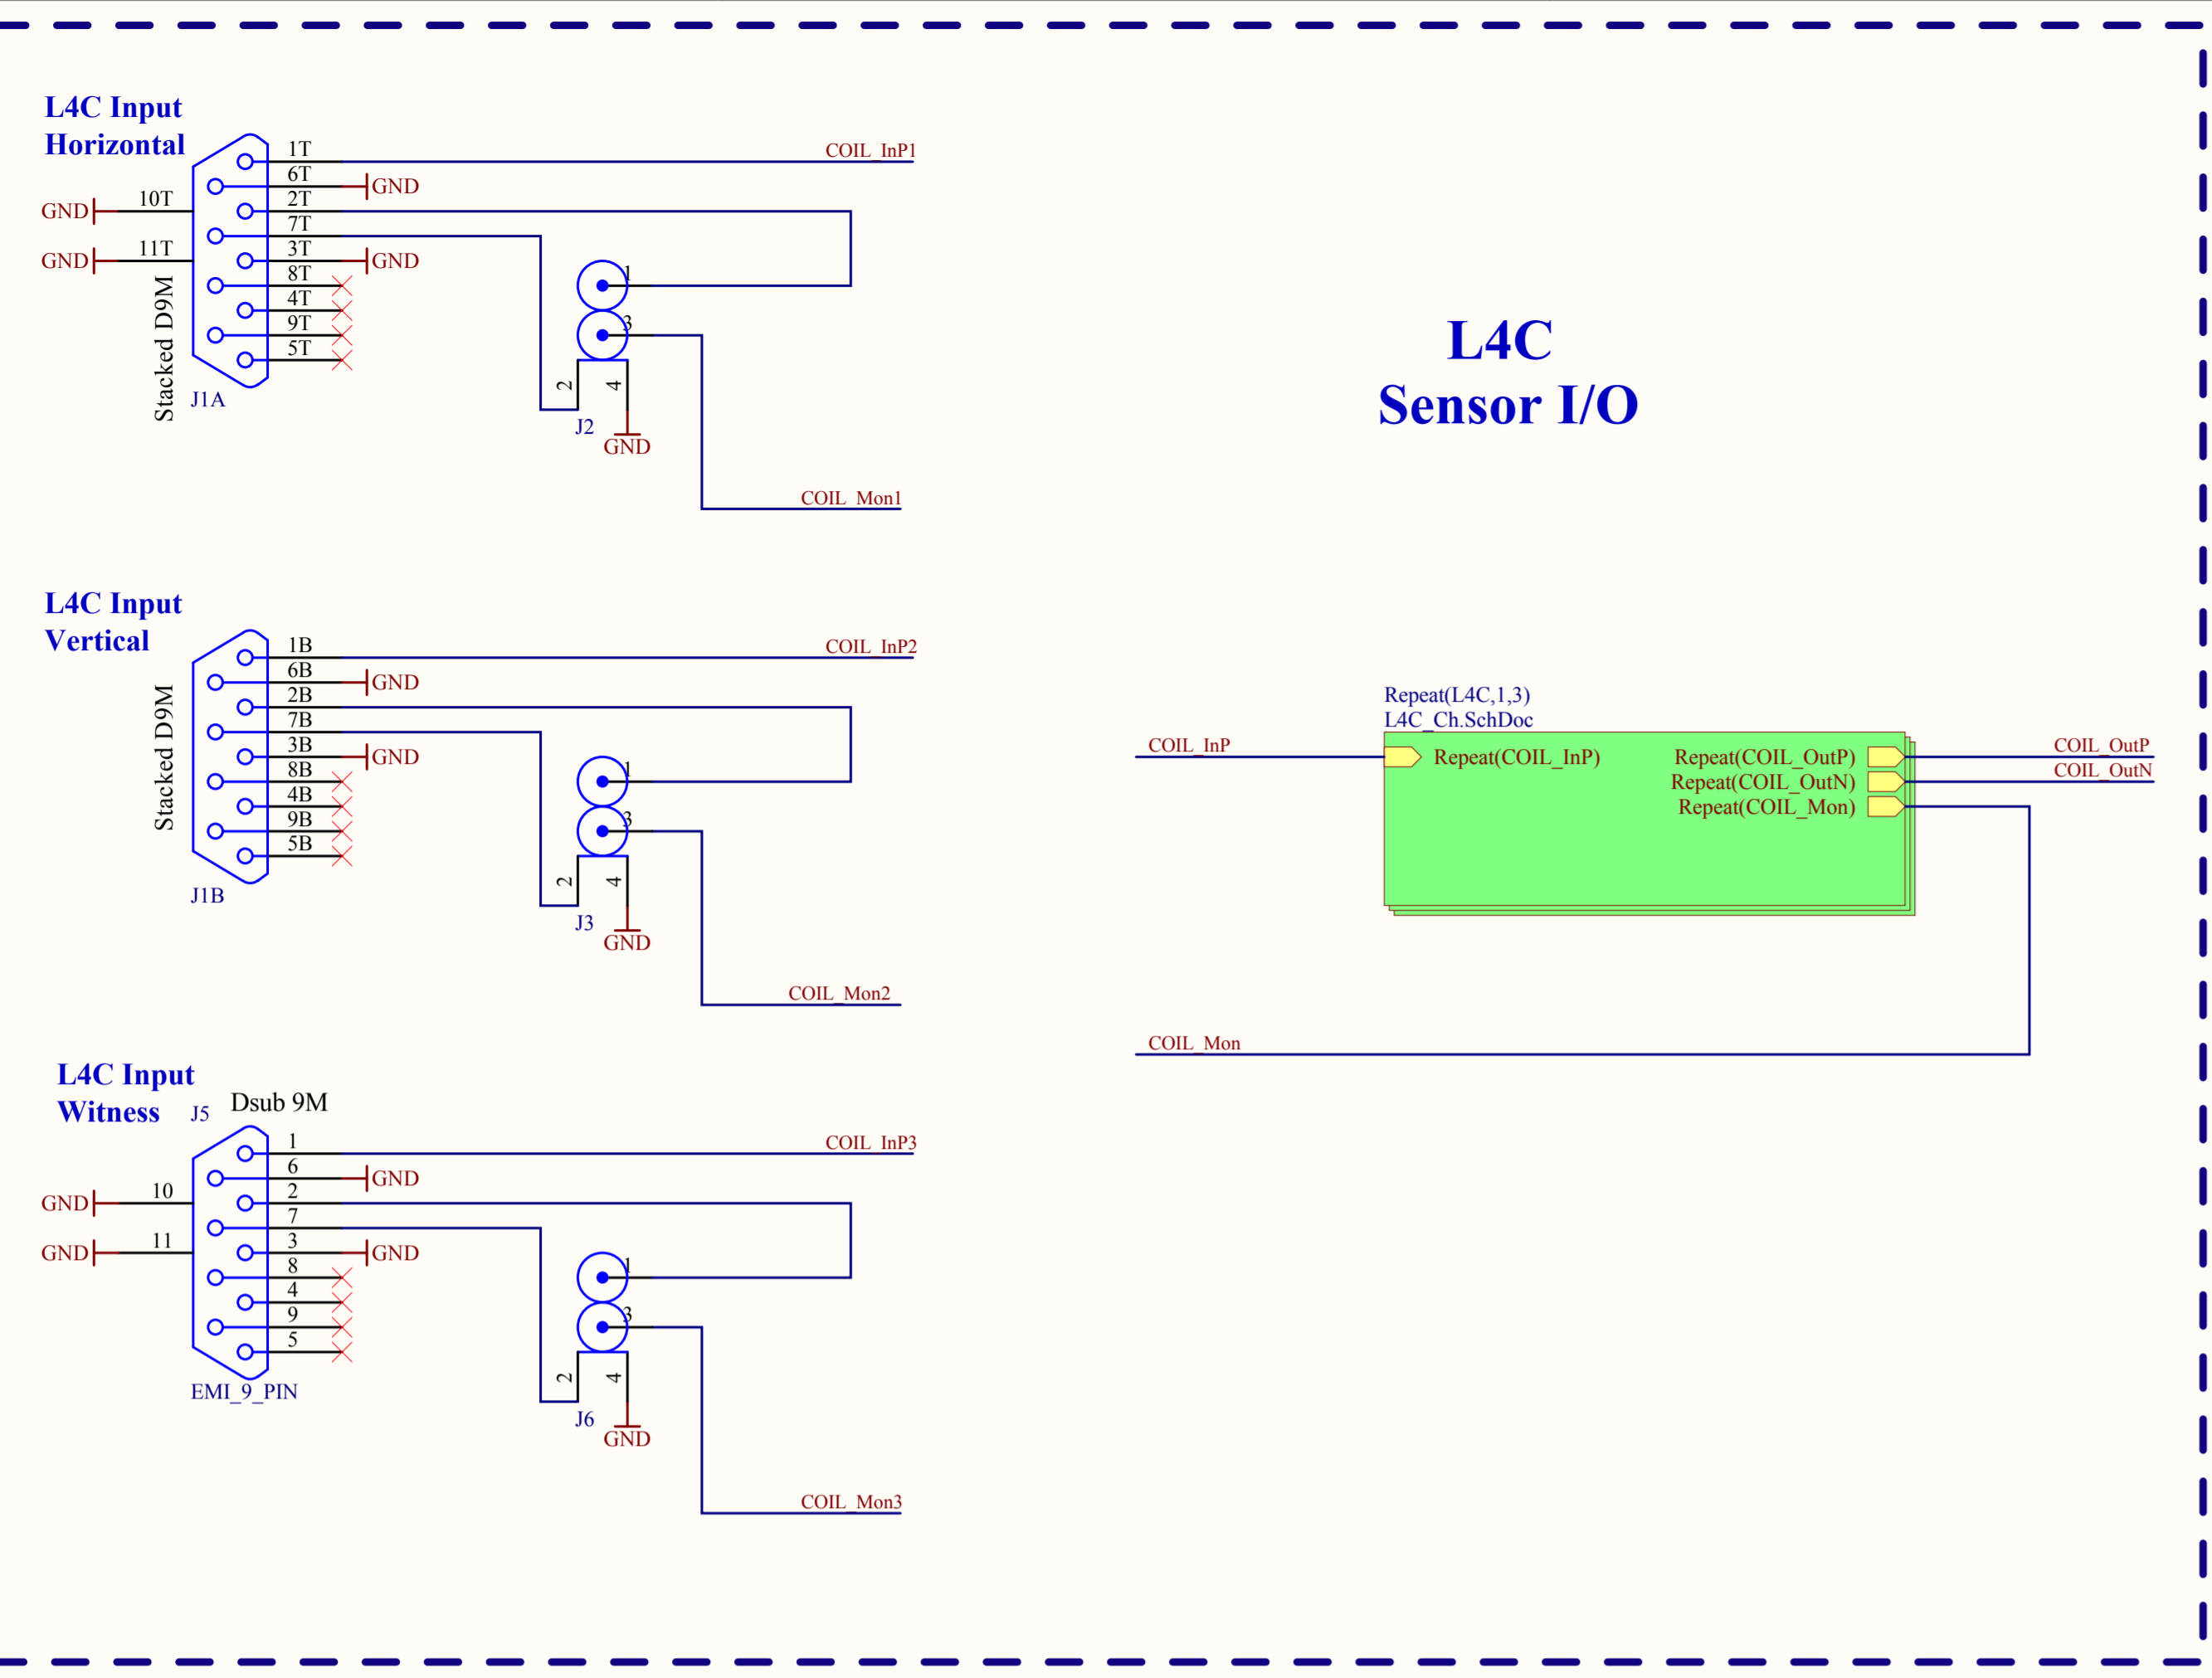 L4C Input
Horizontal
1T
COIL_InP1
6T
GND
10T
GND
2T
7T
11T
GND
3T
GND
8T
4T
9T
5T
Stacked D9M
J1A
1
3
2
4
J2
GND
COIL_Mon1
L4C
Sensor I/O
L4C Input
Vertical
1B
COIL_InP2
6B
GND
2B
7B
3B
GND
8B
4B
9B
5B
Stacked D9M
J1B
1
3
2
4
J3
GND
COIL_Mon2
Repeat(L4C,1,3)
L4C_Ch.SchDoc
COIL_InP
Repeat(COIL_InP)
Repeat(COIL_OutP)
COIL_OutP
Repeat(COIL_OutN)
COIL_OutN
Repeat(COIL_Mon)
COIL_Mon
L4C Input
Witness
J5
Dsub 9M
1
COIL_InP3
6
GND
10
GND
2
7
11
GND
3
GND
8
4
9
5
EMI_9_PIN
1
3
2
4
J6
GND
COIL_Mon3